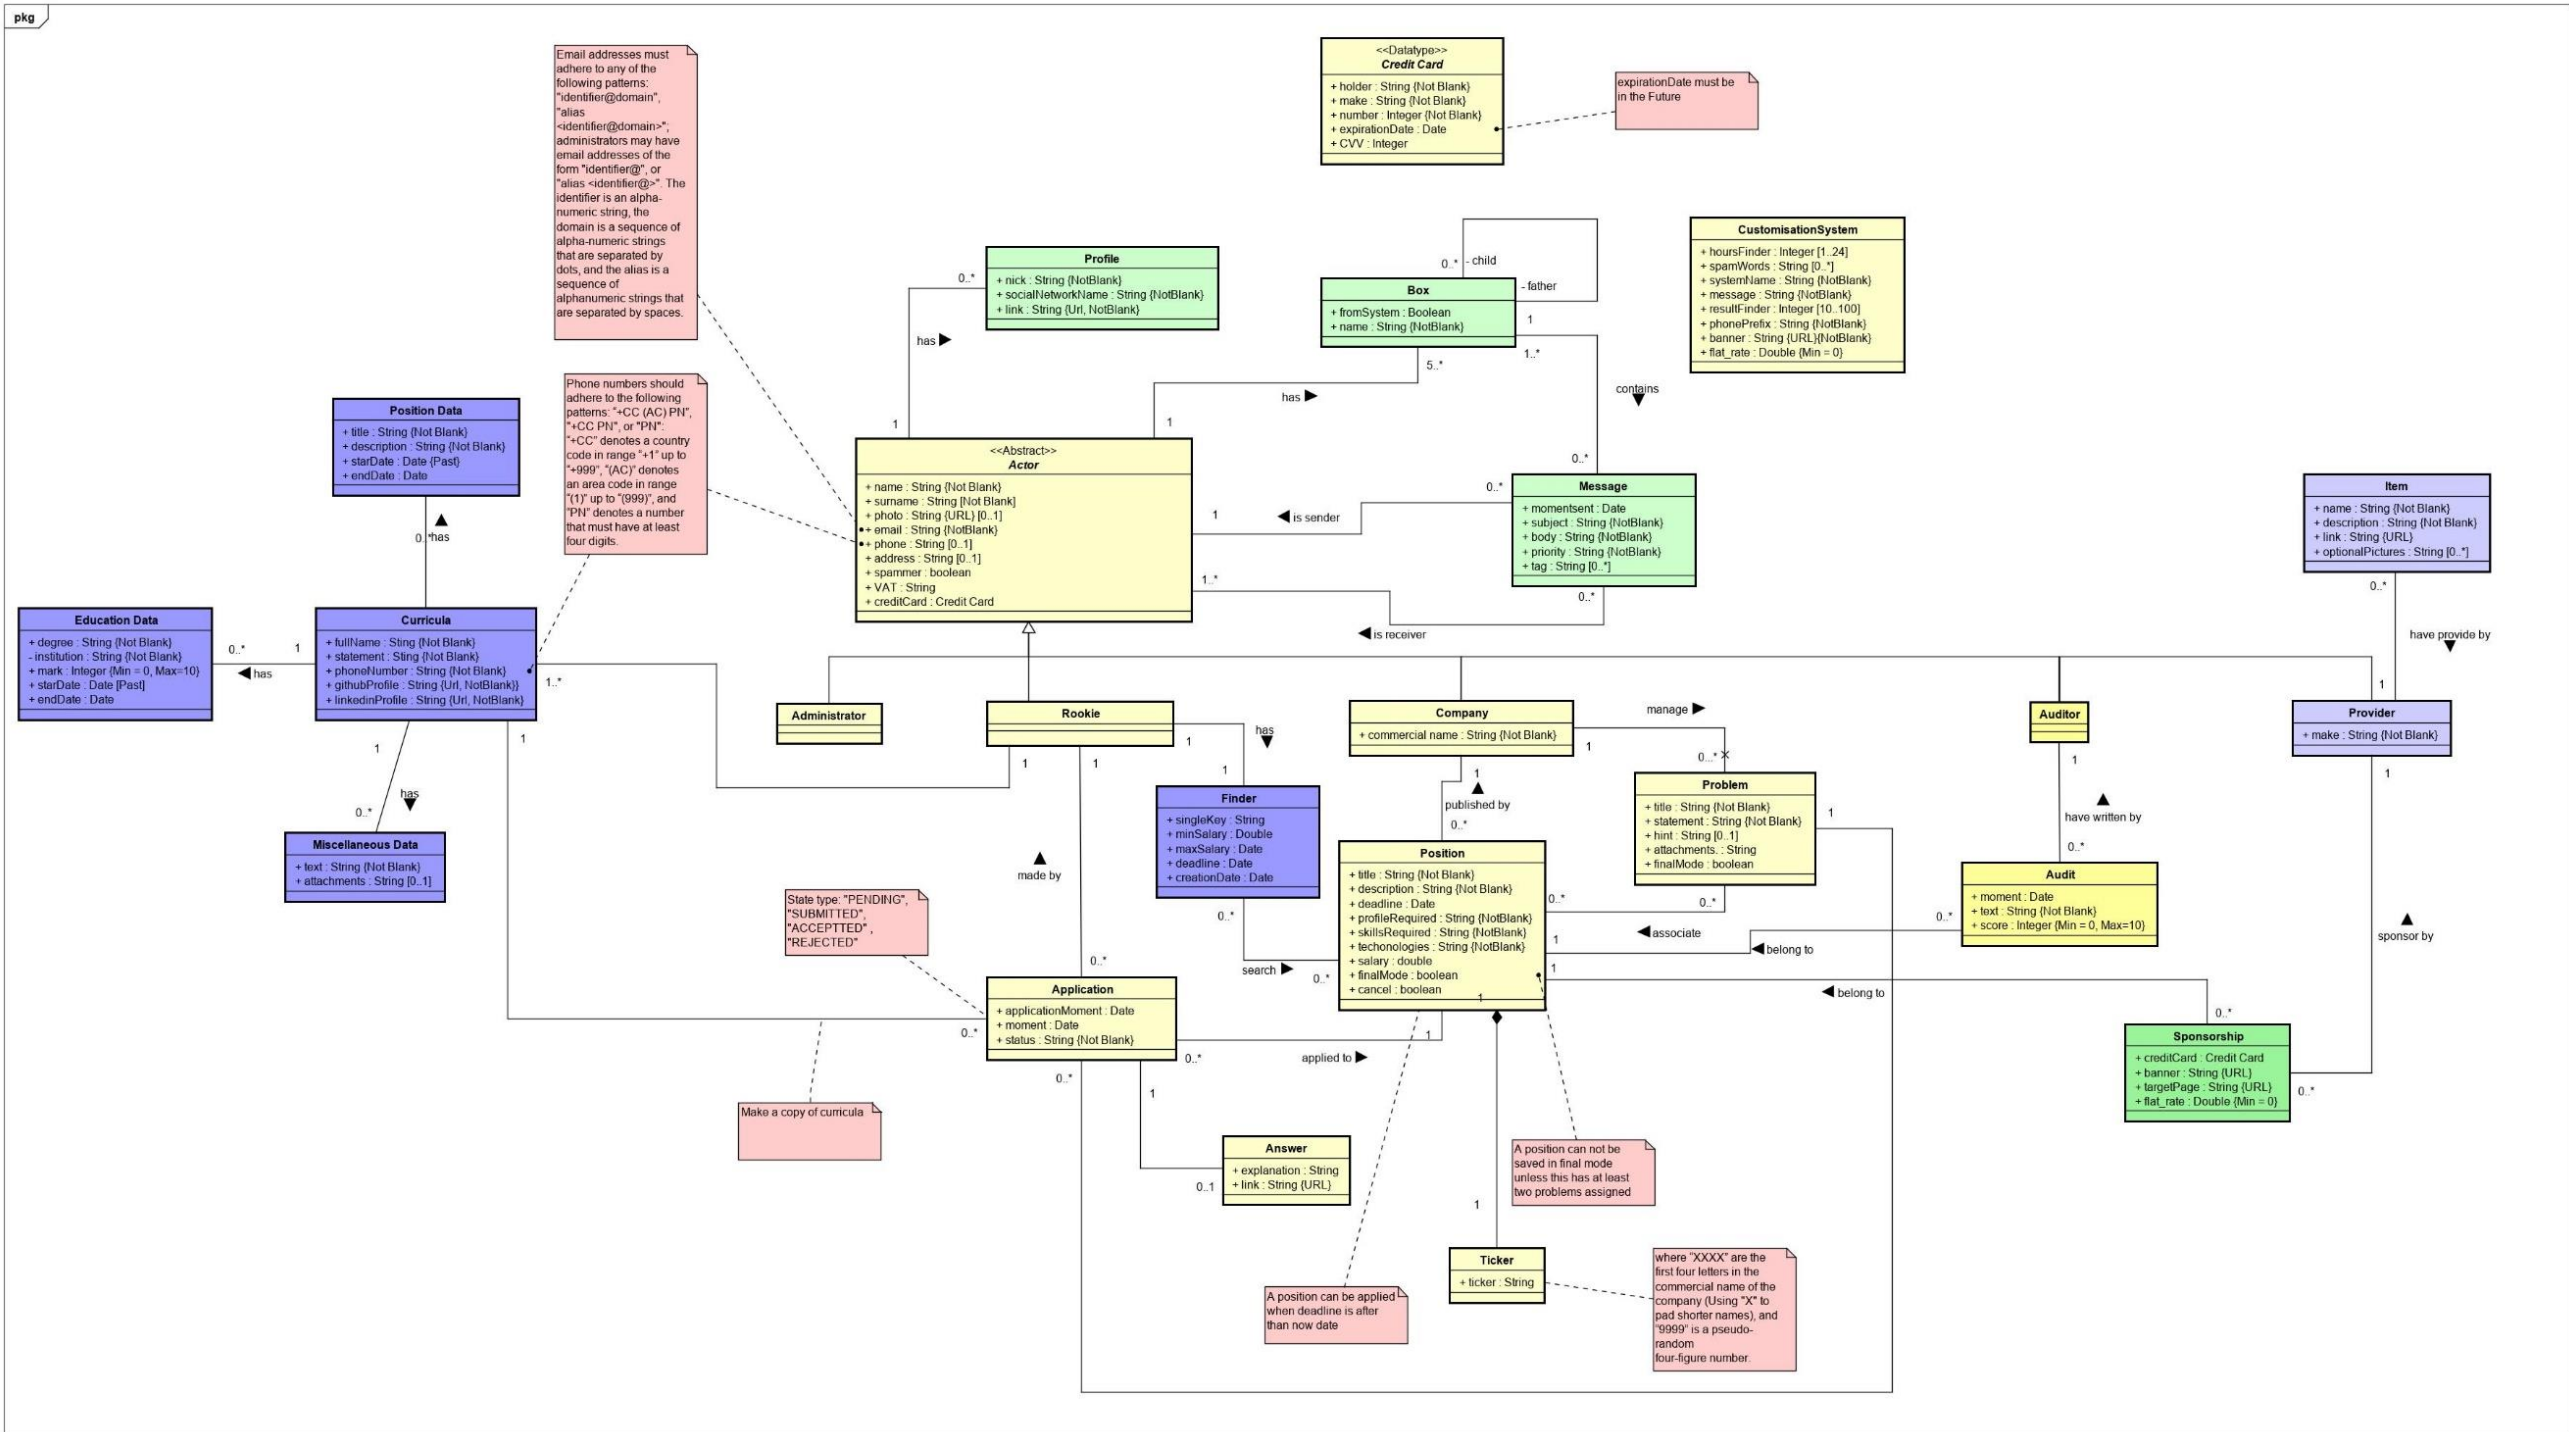 pkg
Email addresses must
adhere to any of the
following patterns:
"identifier@domain",
"alias
<identifier@domain>";
administrators may have
email addresses of the
form "identifier@", or
"alias <identifier@>". The
identifier is an alpha-
numeric string, the
domain is a sequence of
alpha-numeric strings
that are separated by
dots, and the alias is a
sequence of
alphanumeric strings that
are separated by spaces.
<<Datatype>>
Credit Card
+ holder : String {Not Blank}
+ make : String {Not Blank}
+ number : Integer {Not Blank}
+ expirationDate : Date
+ CVV : Integer
expirationDate must be
in the Future
Profile
+ nick : String {NotBlank}
+ socialNetworkName : String {NotBlank}
+ link : String {Url, NotBlank}
0..*
has
1
0..*
- child
- father
1
Box
+ fromSystem : Boolean
+ name : String {NotBlank}
5..*
1..*
has
1
contains
0..*
CustomisationSystem
+ hoursFinder : Integer [1..24]
+ spamWords : String [0..*]
+ systemName : String {NotBlank}
+ message : String {NotBlank}
+ resultFinder : Integer [10..100]
+ phonePrefix : String {NotBlank}
+ banner : String {URL}{NotBlank}
+ flat_rate : Double {Min = 0}
Phone numbers should
adhere to the following
patterns: "+CC (AC) PN",
"+CC PN", or "PN":
"+CC" denotes a country
code in range "+1" up to
"+999", "(AC)" denotes
an area code in range
"(1)" up to "(999)", and
"PN" denotes a number
that must have at least
four digits.
Position Data
+ title : String {Not Blank}
+ description : String {Not Blank}
+ starDate : Date {Past}
+ endDate : Date
0..*
has
<<Abstract>>
Actor
+ name : String {Not Blank}
+ surname : String [Not Blank]
+ photo : String {URL} [0..1]
+ email : String {NotBlank}
+ phone : String [0..1]
+ address : String [0..1]
+ spammer : boolean
+ VAT : String
+ creditCard : Credit Card
Message
+ momentsent : Date
+ subject : String {NotBlank}
+ body : String {NotBlank}
+ priority : String {NotBlank}
+ tag : String [0..*]
0..*
1
is sender
1..*
0..*
is receiver
Item
+ name : String {Not Blank}
+ description : String {Not Blank}
+ link : String {URL}
+ optionalPictures : String [0..*]
0..*
have provide by
1
Education Data
+ degree : String {Not Blank}
- institution : String {Not Blank}
+ mark : Integer {Min = 0, Max=10}
+ starDate : Date [Past]
+ endDate : Date
0..*
1
has
Curricula
+ fullName : Sting {Not Blank}
+ statement : Sting {Not Blank}
+ phoneNumber : String {Not Blank}
+ githubProfile : String {Url, NotBlank}}
+ linkedinProfile : String {Url, NotBlank}
1..*
1
1
has
0..*
Miscellaneous Data
+ text : String {Not Blank}
+ attachments : String [0..1]
Administrator
Rookie
1
1
1
has
1
Company
+ commercial name : String {Not Blank}
manage
1
0...*
1
published by
0..*
Auditor
1
have written by
0..*
Provider
+ make : String {Not Blank}
1
Finder
+ singleKey : String
+ minSalary : Double
+ maxSalary : Date
+ deadline : Date
+ creationDate : Date
0..*
search
0..*
Problem
+ title : String {Not Blank}
+ statement : String {Not Blank}
+ hint : String [0..1]
+ attachments. : String
+ finalMode : boolean
1
0..*
0..*
associate
Position
+ title : String {Not Blank}
+ description : String {Not Blank}
+ deadline : Date
+ profileRequired : String {NotBlank}
+ skillsRequired : String {NotBlank}
+ techonologies : String {NotBlank}
+ salary : double
+ finalMode : boolean
+ cancel : boolean
1
1
1
1
Audit
+ moment : Date
+ text : String {Not Blank}
+ score : Integer {Min = 0, Max=10}
0..*
belong to
sponsor by
belong to
0..*
Sponsorship
+ creditCard : Credit Card
+ banner : String {URL}
+ targetPage : String {URL}
+ flat_rate : Double {Min = 0}
0..*
made by
State type: "PENDING",
"SUBMITTED",
"ACCEPTTED" ,
"REJECTED"
0..*
Application
+ applicationMoment : Date
+ moment : Date
+ status : String {Not Blank}
0..*
0..*
applied to
0..*
1
Make a copy of curricula
Answer
+ explanation : String
+ link : String {URL}
0..1
A position can not be
saved in final mode
unless this has at least
two problems assigned
1
Ticker
+ ticker : String
A position can be applied
when deadline is after
than now date
where "XXXX" are the
first four letters in the
commercial name of the
company (Using "X" to
pad shorter names), and
"9999" is a pseudo-
random
four-figure number.